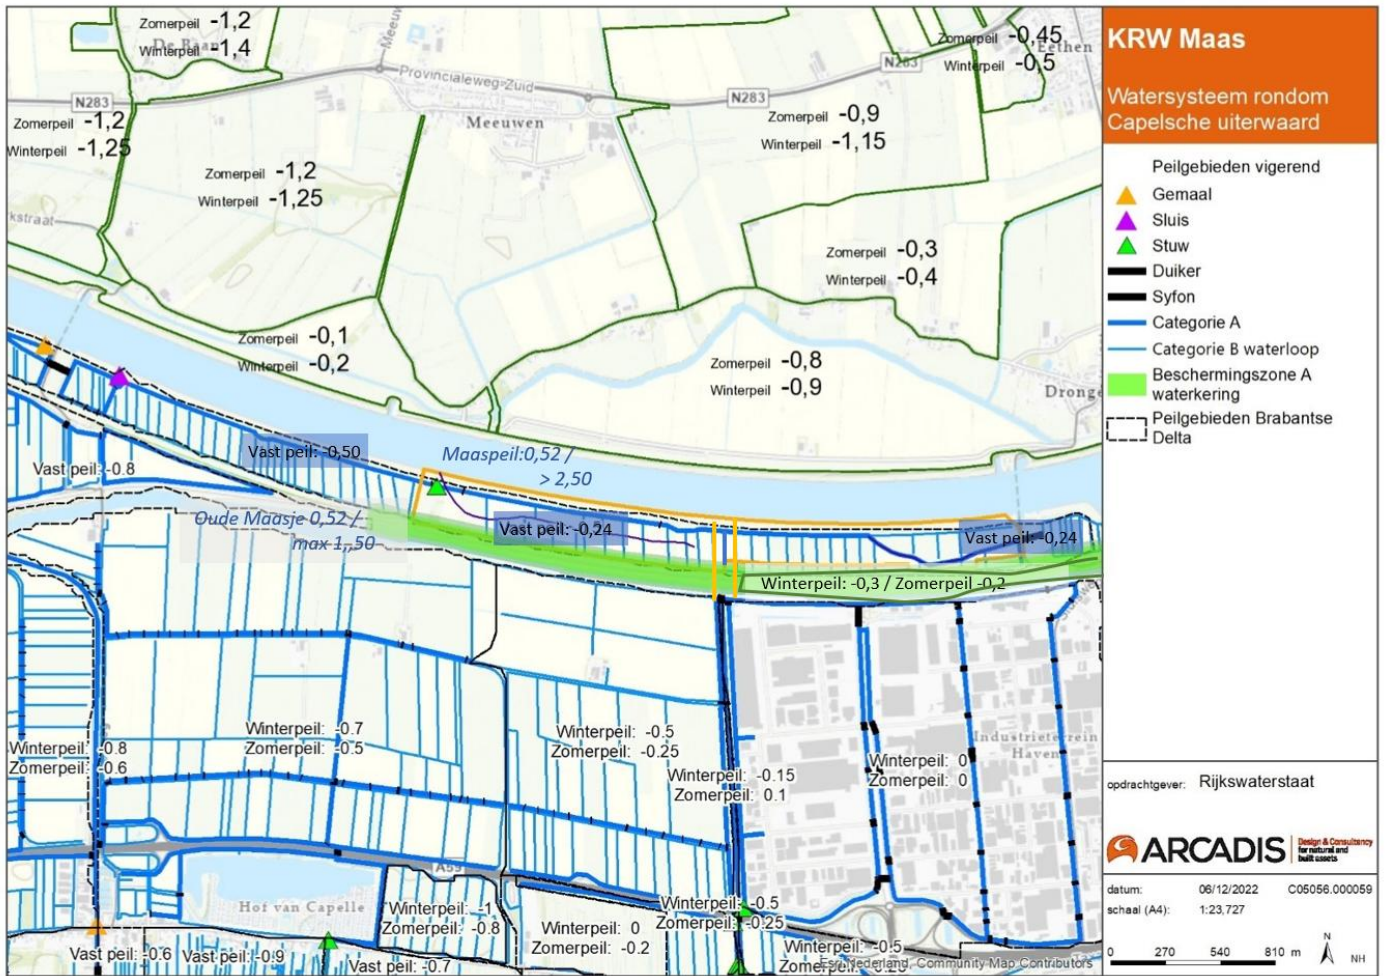 Zomerpeil -1,2
Winterpeil -1,4
De Baan
Meeuw
Provincialeweg-Zuid
N283
Zomerpeil -0,45
Winterpeil -0,5
Eethen
N283
Zomerpeil -1,2
Winterpeil -1,25
N283
Meeuwen
Zomerpeil -0,9
Winterpeil -1,15
Zomerpeil -1,2
Winterpeil -1,25
kstraat
Zomerpeil -0,3
Winterpeil -0,4
Zomerpeil -0,1
Winterpeil -0,2
Zomerpeil -0,8
Winterpeil -0,9
Dronge
Vast peil: -0,50
Maaspeil:0,52 /
> 2,50
Vast peil: -0.8
Oude Maasje 0,52 /
max 1,,50
Vast peil: -0,24
Vast peil: -0,24
Winterpeil: -0,3 / Zomerpeil -0,2
Winterpeil: -0.7
Zomerpeil: -0.5
Winterpeil: -0.5
Zomerpeil: -0.25
Winterpeil: -0.8
Zomerpeil: -0.6
Winterpeil: -0.15
Zomerpeil: 0.1
Industrieterrein
Haven
Winterpeil: 0
Zomerpeil: 0
A59
Hof van Capelle
Winterpeil: -1
Zomerpeil: -0.8
Winterpeil: 0
Zomerpeil: -0.2
Winterpeil: -0.5
Zomerpeil: -0.25
Winterpeil: -0.5
Vast peil: -0.6
Vast peil: -0.9
Vast peil: -0.7
Esri Nederland, Community Map Contributors
KRW Maas
Watersysteem rondom
Capelsche uiterwaard
Peilgebieden vigerend
Gemaal
Sluis
Stuw
Duiker
Syfon
Categorie A
Categorie B waterloop
Beschermingszone A
waterkering
Peilgebieden Brabantse
Delta
opdrachtgever: Rijkswaterstaat
ARCADIS
Design & Consultancy
for natural and
built assets
datum: 06/12/2022 C05056.000059
schaal (A4): 1:23,727
0 270 540 810 m
N
NH